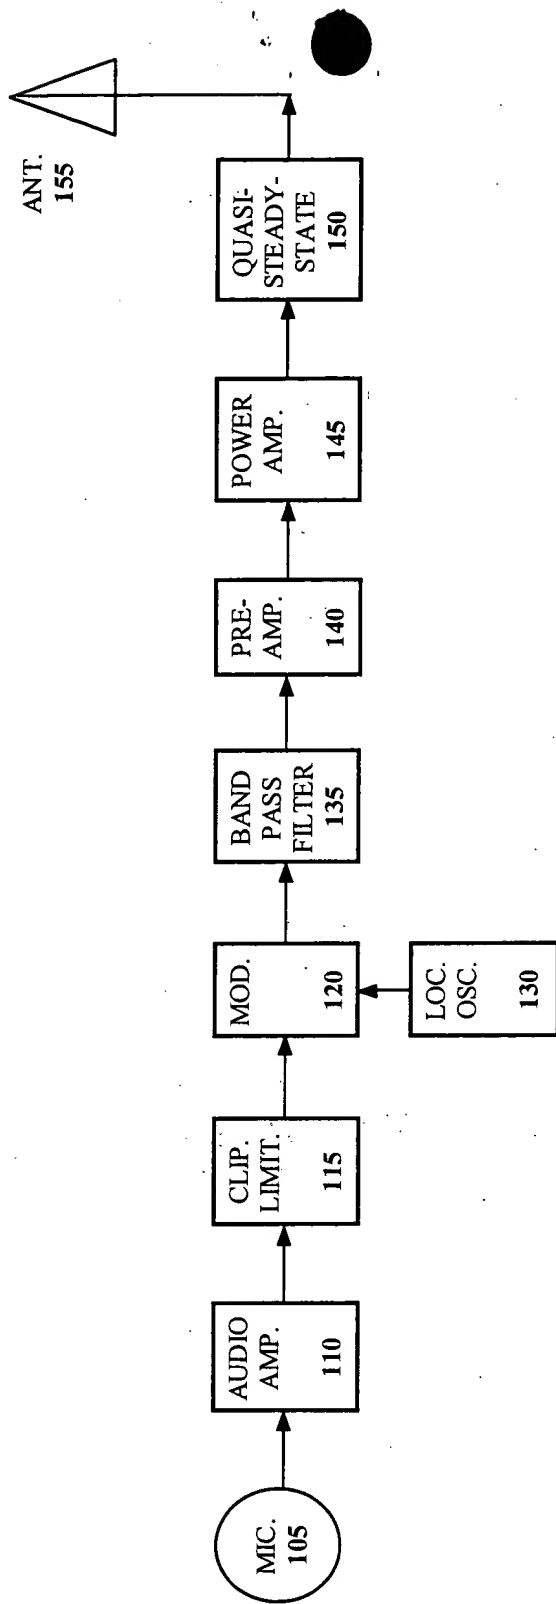 MIC.
105
AUDIO
AMP.
110
CLIP.
LIMIT.
115
MOD.
120
LOC.
OSC.
130
BAND
PASS
FILTER
135
PRE-
AMP.
140
POWER
AMP.
145
QUASI-
STEADY-
STATE
150
ANT.
155